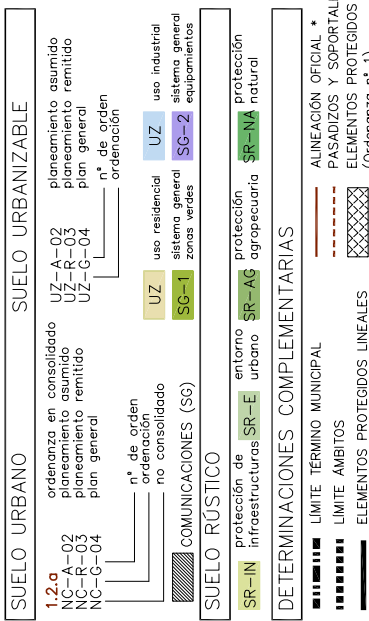 SUELO URBANO
1.2.a ordenanza en consolidado
NC-A-02 planeamiento asumido
NC-R-03 planeamiento remitido
NC-G-04 plan general
nº de orden
ordenación
no consolidado
COMUNICACIONES (SG)
SUELO URBANIZABLE
UZ-A-02 planeamiento asumido
UZ-R-03 planeamiento remitido
UZ-G-04 plan general
nº de orden
ordenación
UZ uso residencial
UZ uso industrial
SG-1 sistema general
zonas verdes
SG-2 sistema general
equipamientos
SUELO RÚSTICO
SR-IN protección de
infraestructuras
SR-E entorno
urbano
SR-AG protección
agropecuaria
SR-NA protección
natural
DETERMINACIONES COMPLEMENTARIAS
LÍMITE TÉRMINO MUNICIPAL
LÍMITE ÁMBITOS
ELEMENTOS PROTEGIDOS LINEALES
ALINEACIÓN OFICIAL *
PASADIZOS Y SOPORTAL
ELEMENTOS PROTEGIDOS
(Ordenanza nº 1)